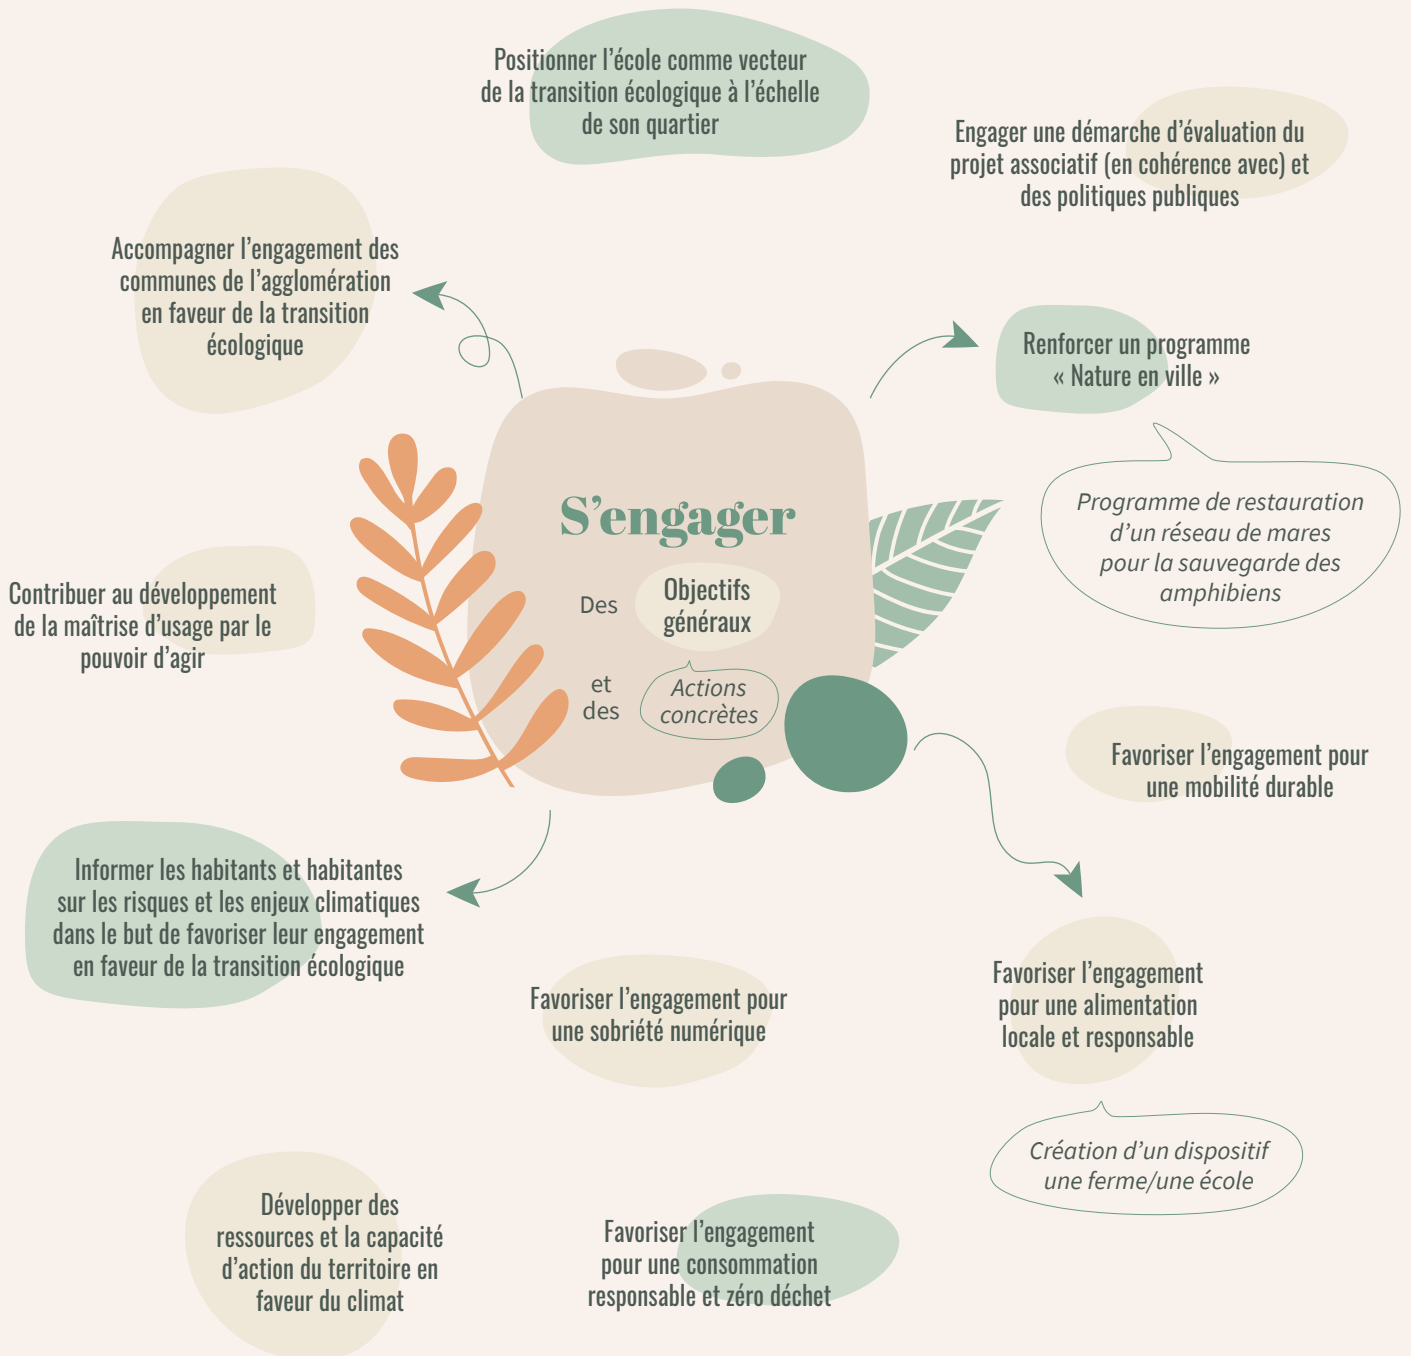 Positionner l’école comme vecteur
de la transition écologique à l’échelle
de son quartier
Engager une démarche d’évaluation du
projet associatif (en cohérence avec) et
des politiques publiques
Accompagner l’engagement des
communes de l’agglomération
en faveur de la transition
écologique
Renforcer un programme
« Nature en ville »
Programme de restauration
d’un réseau de mares
pour la sauvegarde des
amphibiens
S’engager
Des
Objectifs
généraux
et
des
Actions
concrètes
Contribuer au développement
de la maîtrise d’usage par le
pouvoir d’agir
Favoriser l’engagement pour
une mobilité durable
Informer les habitants et habitantes
sur les risques et les enjeux climatiques
dans le but de favoriser leur engagement
en faveur de la transition écologique
Favoriser l’engagement pour
une sobriété numérique
Favoriser l’engagement
pour une alimentation
locale et responsable
Création d’un dispositif
une ferme/une école
Développer des
ressources et la capacité
d’action du territoire en
faveur du climat
Favoriser l’engagement
pour une consommation
responsable et zéro déchet